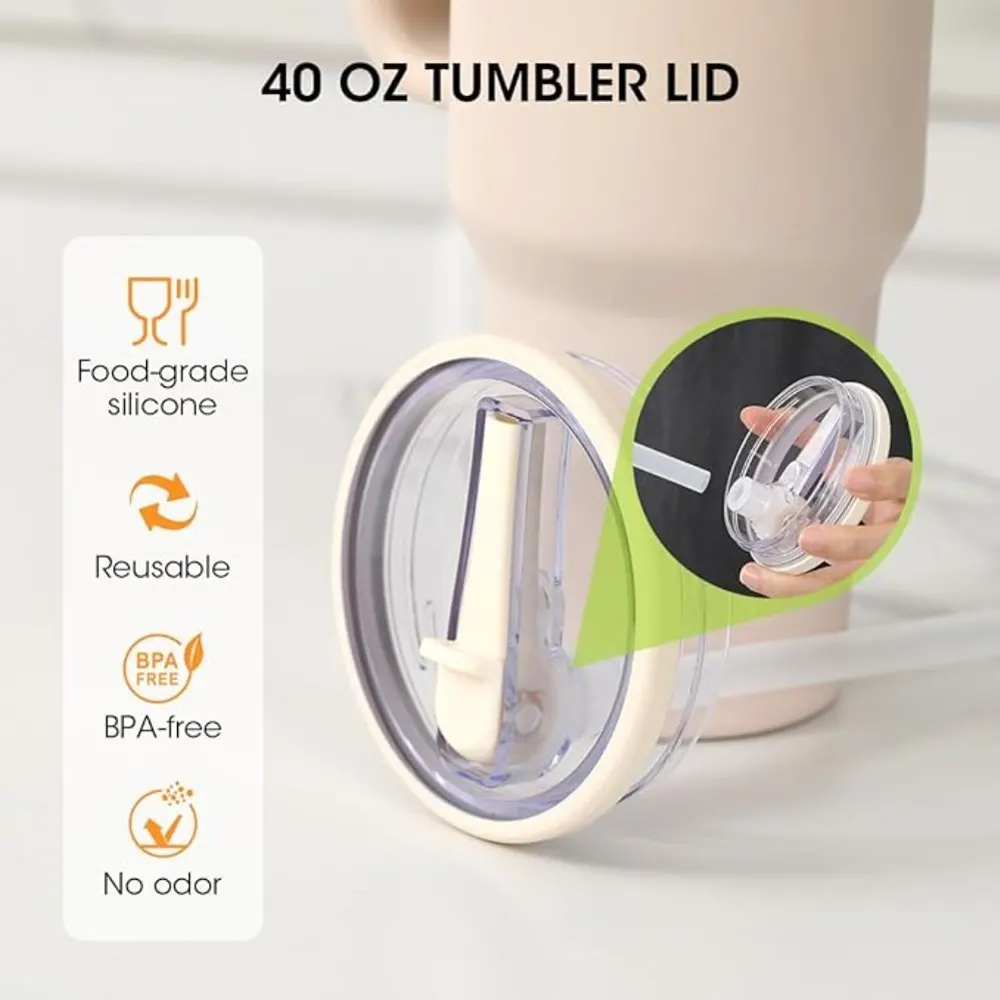 40 OZ TUMBLER LID
Food-grade
silicone
Reusable
BPA
FREE
BPA-free
No odor